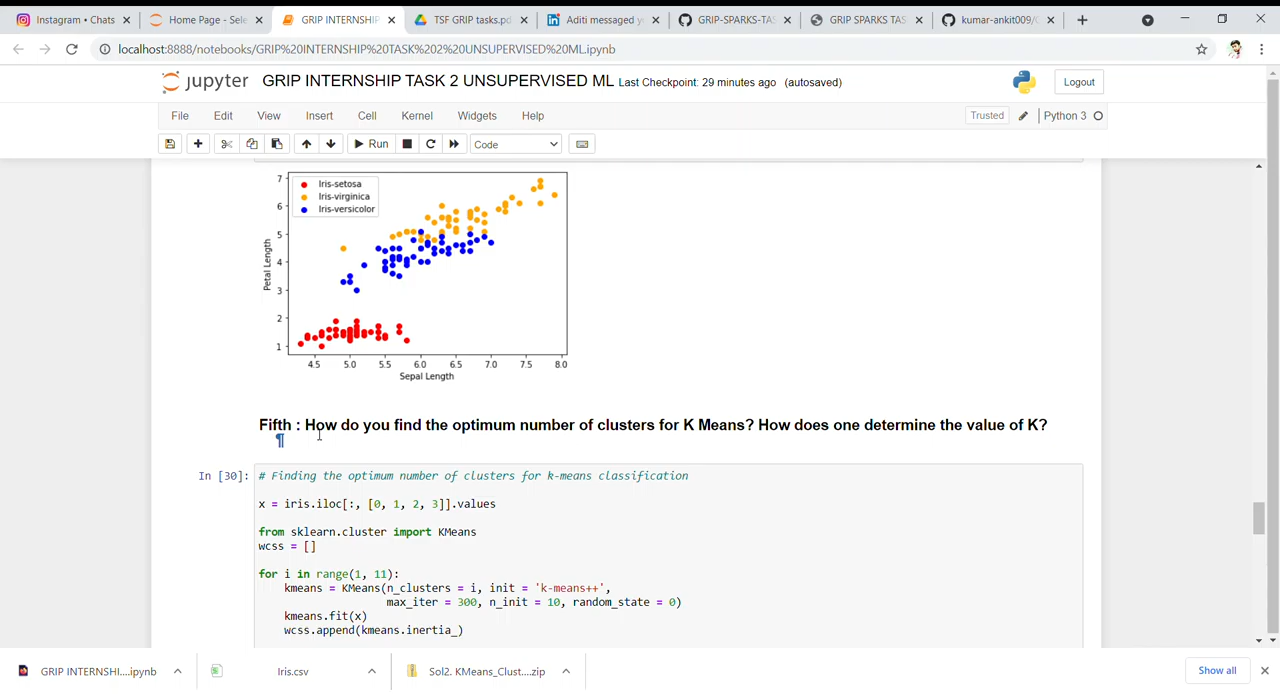 Instagram • Chats
Home Page - Sele
GRIP INTERNSHIP
TSF GRIP tasks.pd
Aditi messaged yo
GRIP-SPARKS-TAS
GRIP SPARKS TAS
kumar-ankit009/G
localhost:8888/notebooks/GRIP%20INTERNSHIP%20TASK%202%20UNSUPERVISED%20ML.ipynb
jupyter GRIP INTERNSHIP TASK 2 UNSUPERVISED ML Last Checkpoint: 29 minutes ago (autosaved)
Logout
File Edit View Insert Cell Kernel Widgets Help
Trusted
Python 3
Run
Code
7
6
5
4
3
2
1
Petal Length
Iris-setosa
Iris-virginica
Iris-versicolor
4.5 5.0 5.5 6.0 6.5 7.0 7.5 8.0
Sepal Length
Fifth : How do you find the optimum number of clusters for K Means? How does one determine the value of K?
¶
In [30]: # Finding the optimum number of clusters for k-means classification
x = iris.iloc[:, [0, 1, 2, 3]].values
from sklearn.cluster import KMeans
wcss = []
for i in range(1, 11):
kmeans = KMeans(n_clusters = i, init = 'k-means++',
max_iter = 300, n_init = 10, random_state = 0)
kmeans.fit(x)
wcss.append(kmeans.inertia_)
GRIP INTERNSHI....ipynb
Iris.csv
Sol2. KMeans_Clust....zip
Show all